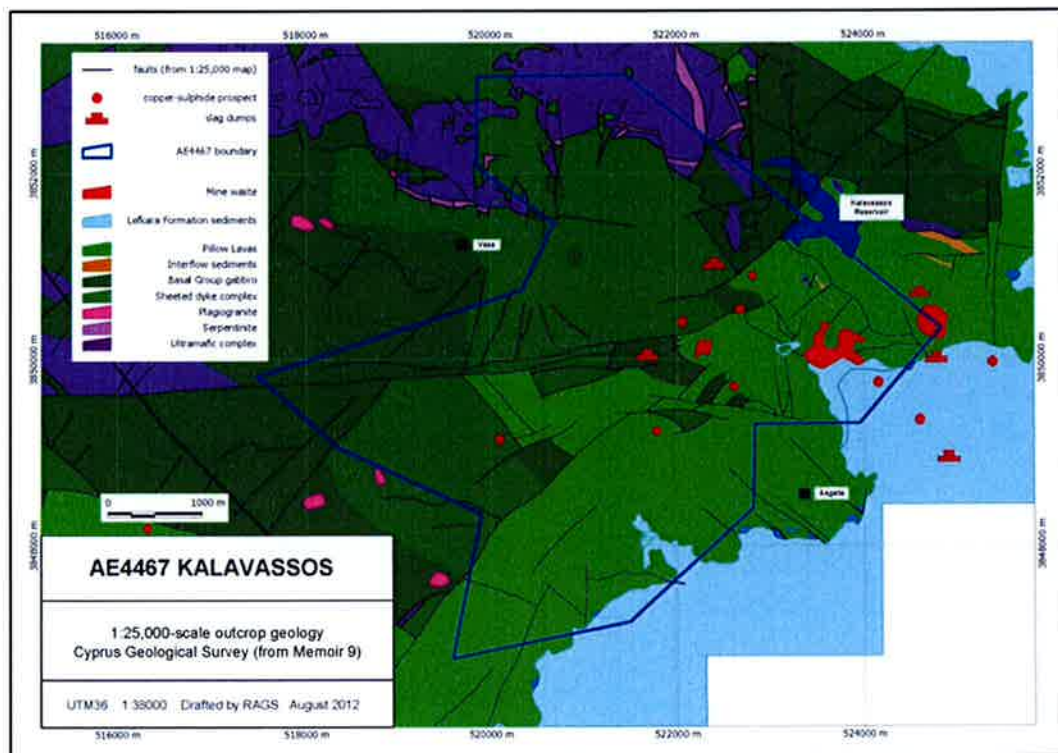 516000 m
518000 m
520000 m
522000 m
524000 m
faults (from 1:25,000 map)
copper-sulphide prospect
slag dumps
AE4467 boundary
Mine waste
Lefkara Formation sediments
Pillow Lavas
Interflow sediments
Basal Group gabbro
Sheeted dyke complex
Plagiogranite
Serpentinite
Ultramafic complex
3852000 m
3850000 m
3848000 m
3852000 m
3850000 m
3848000 m
Kalavassos
Reservoir
Vasa
Asgata
0 1000 m
AE4467 KALAVASSOS
1:25,000-scale outcrop geology
Cyprus Geological Survey (from Memoir 9)
UTM36 1:38000 Drafted by RAGS August 2012
516000 m
518000 m
520000 m
522000 m
524000 m